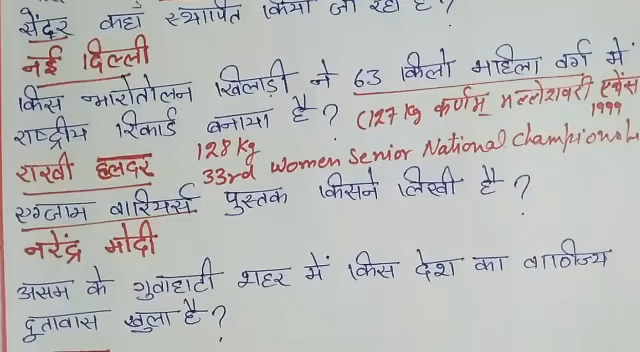 सेंटर कहाँ स्थापित किया जा रहा है?
नई दिल्ली
किस भारोतोलन खिलाड़ी ने 63 किलो महिला वर्ग में
राष्ट्रीय रिकार्ड बनाया है? (127 kg कर्णम मल्लेश्वरी एथेंस 1999
राखी हलदर 128 kg
33rd Women Senior National Championsh
एग्जाम वारियर्स पुस्तक किसने लिखी है?
नरेंद्र मोदी
असम के गुवाहाटी शहर में किस देश का वाणिज्य
दूतावास खुला है?